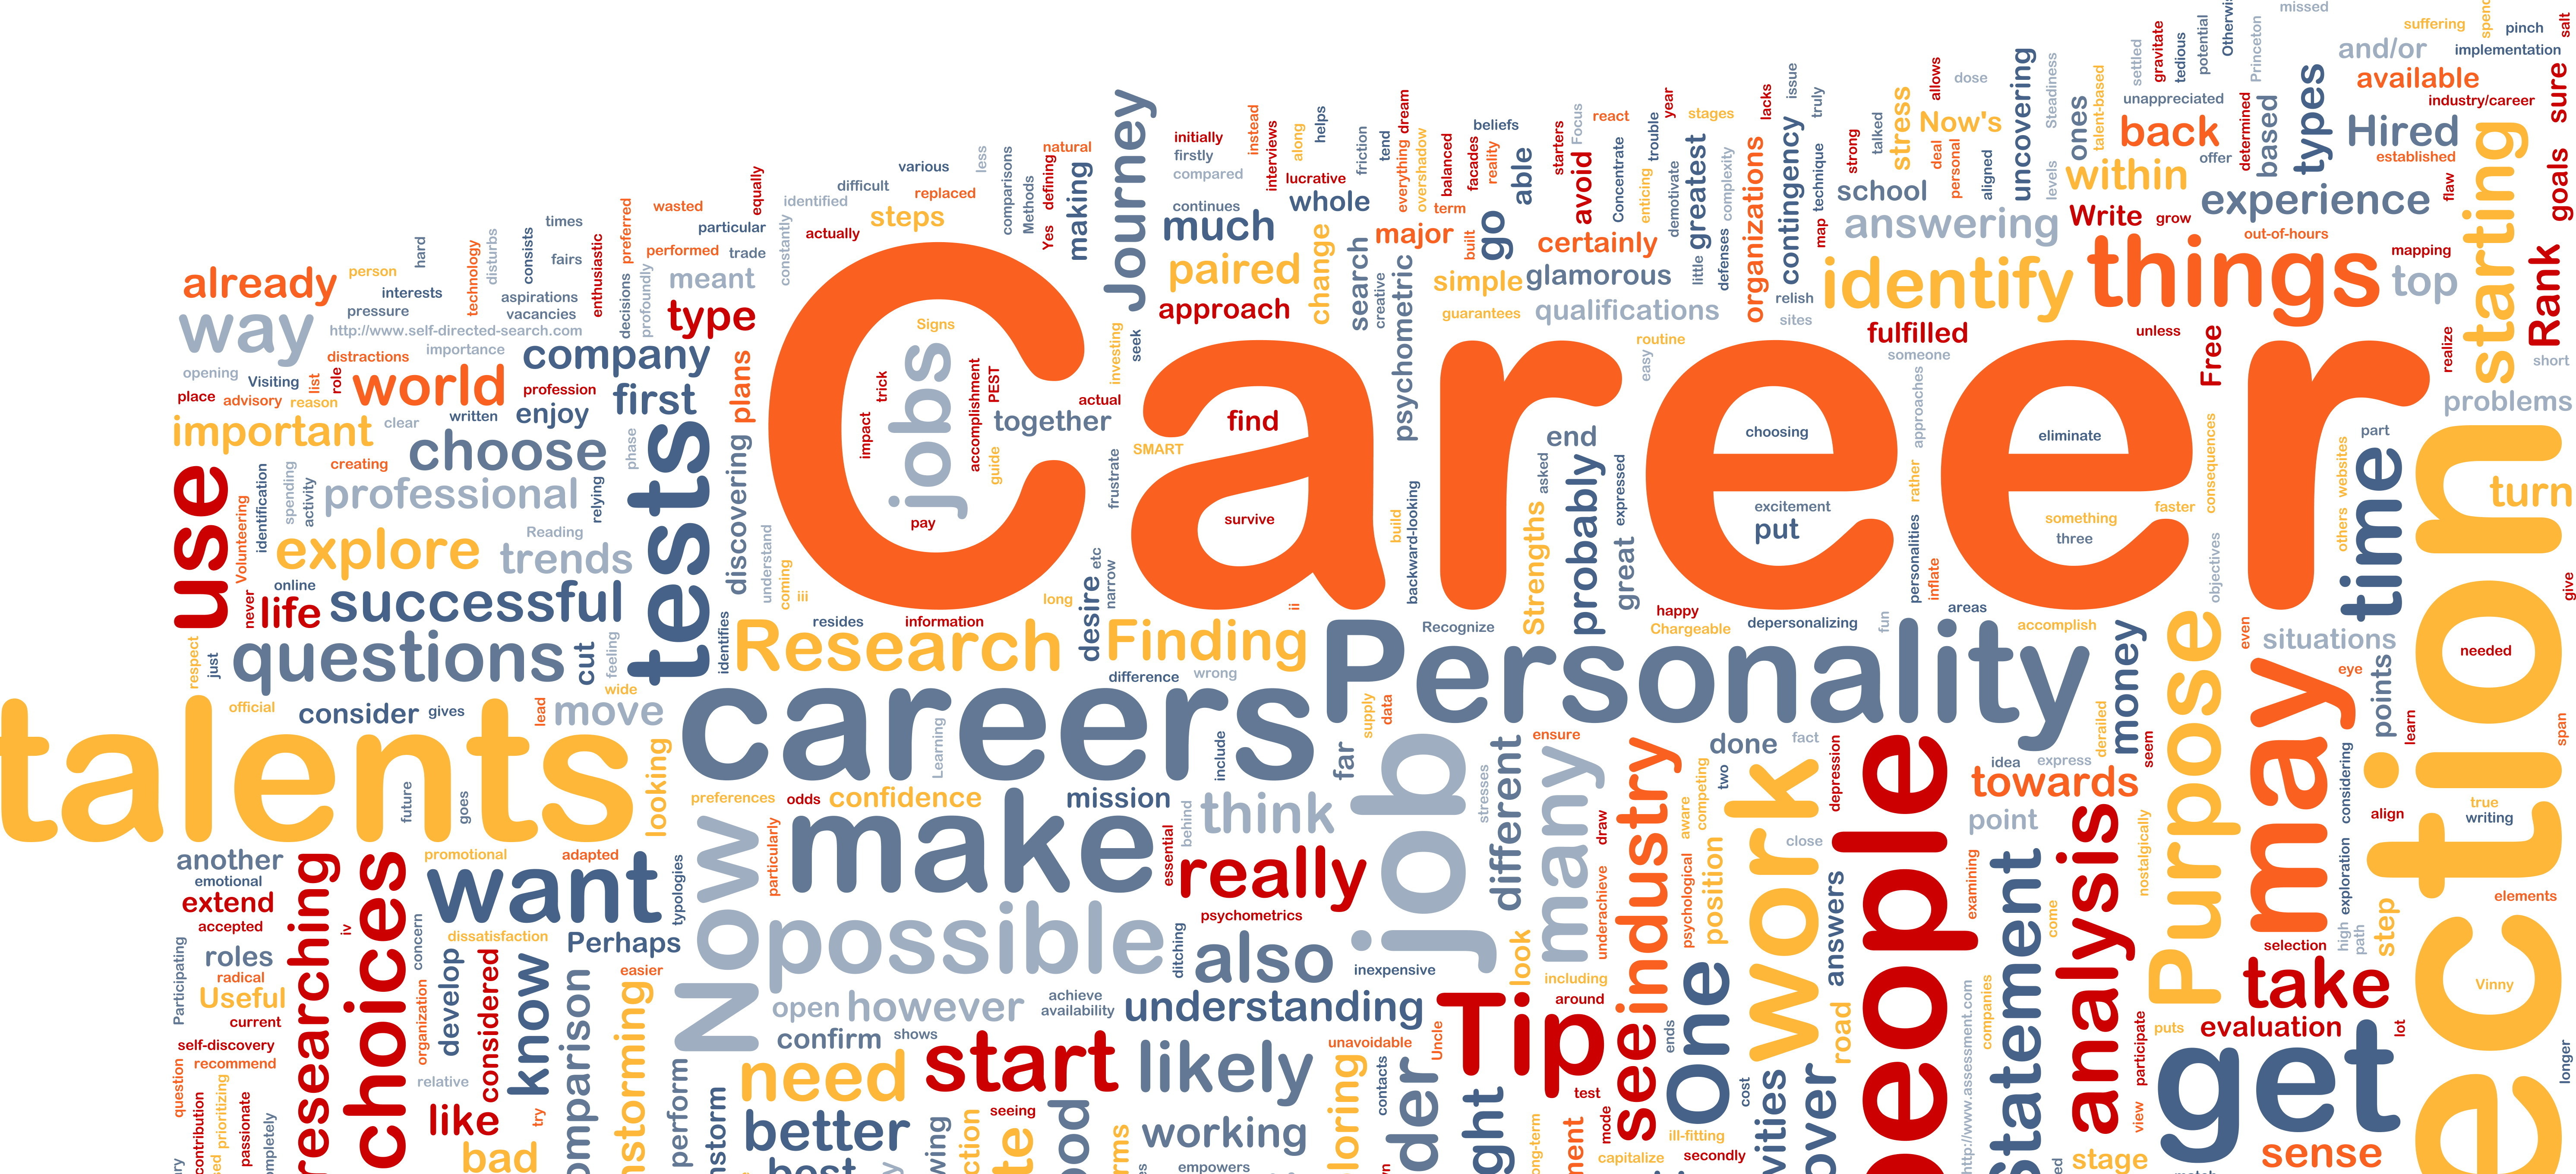 missed
suffering
pinch
salt
and/or
implementation
Otherwi
Princeton
potential
tedious
gravitate
settled
available
industry/career
sure
unappreciated
talent-based
Steadiness
uncovering
dose
allows
Now's
stress
talked
strong
truly
issue
lacks
year
stages
react
Focus
starters
beliefs
everything dream
Journey
initially
firstly
compared
instead
interviews
along
helps
friction
tend
overshadow
balanced
facades
reality
able
avoid
Concentrate
enticing
trouble
demotivate
greatest
complexity
organizations
contingency
technique
map
school
deal
personal
aligned
levels
ones
back
offer
determined
based
types
Hired
established
starting
goals
natural
making
defining
Yes
Methods
comparisons
less
various
difficult
replaced
identified
steps
equally
wasted
particular
actually
constantly
performed
trade
preferred
meant
times
fairs
enthusiastic
consists
disturbs
technology
hard
already
person
interests
pressure
aspirations
vacancies
decisions
profoundly
type
way
http://www.self-directed-search.com
lucrative
whole
continues
much
term
major
built
go
certainly
little
defenses
answering
within
Write
grow
experience
flaw
out-of-hours
paired
change
search
creative
psychometric
simple
glamorous
identify
things
mapping
top
Rank
approach
guarantees
qualifications
relish
sites
fulfilled
unless
Free
realize
short
distractions
importance
company
opening
Visiting
list
role
world
profession
first
plans
place
advisory
reason
written
enjoy
important
clear
choose
phase
tests
Career
Signs
jobs
trick
impact
accomplishment
PEST
guide
pay
together
actual
investing
seek
find
SMART
survive
frustrate
routine
easy
someone
approaches
choosing
eliminate
problems
part
creating
professional
relying
discovering
use
Volunteering
identification
spending
activity
explore
Reading
trends
understand
coming
iii
long
desire
etc
narrow
ii
build
backward-looking
end
asked
Strengths
probably
expressed
great
excitement
put
rather
personalities
inflate
something
three
faster
consequences
objectives
others
websites
time
turn
online
never
life
successful
identifies
resides
information
Research
Finding
Recognize
happy
Chargeable
depersonalizing
fun
areas
accomplish
even
situations
give
needed
respect
just
questions
cut
feeling
difference
wrong
Personality
money
Purpose
may
eye
points
learn
span
wide
official
consider
gives
lead
move
careers
Learning
include
far
supply
data
talents
future
goes
looking
preferences
odds
confidence
mission
behind
think
job
stresses
different
ensure
many
done
fact
two
depression
idea
express
derailed
seem
towards
considering
align
true
writing
another
emotional
extend
accepted
researching
choices
iv
promotional
adapted
want
typologies
Now
particularly
make
essential
really
psychometrics
draw
underachieve
industry
aware
competing
psychological
position
work
close
people
examining
point
Statement
come
analysis
nostalgically
exploration
high
path
step
elements
concern
dissatisfaction
Perhaps
Participating
roles
radical
Useful
current
possible
ditching
also
inexpensive
look
including
answers
selection
take
Vinny
organization
develop
considered
know
easier
open
however
achieve
availability
understanding
Tip
around
see
One
ends
road
http://www.assessment.com
companies
participate
puts
evaluation
lot
self-discovery
recommend
confirm
shows
unavoidable
Uncle
get
longer
question
contribution
prioritizing
passionate
relative
like
try
perform
need
start
likely
contacts
test
cost
view
seeing
bad
better
working
mode
ill-fitting
capitalize
secondly
stage
sense
best
empowers